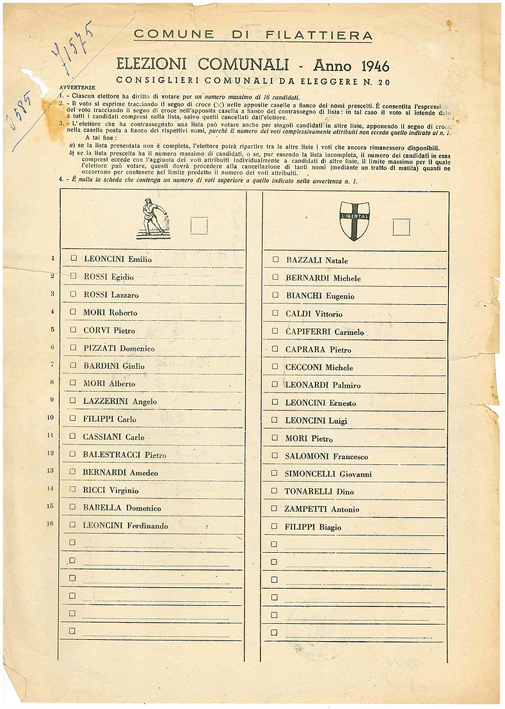 71575
585
COMUNE DI FILATTIERA
ELEZIONI COMUNALI - Anno 1946
CONSIGLIERI COMUNALI DA ELEGGERE N. 20
AVVERTENZE
1. - Ciascun elettore ha diritto di votare per un numero massimo di 16 candidati.
2. - Il voto si esprime tracciando il segno di croce (X) nelle apposite caselle a fianco dei nomi prescelti. È consentita l'espressio
del voto tracciando il segno di croce nell'apposita casella a fianco del contrassegno di lista: in tal caso il voto si intende dato
a tutti i candidati compresi nella lista, salvo quelli cancellati dall'elettore.
3. - L'elettore che ha contrassegnato una lista può votare anche per singoli candidati in altre liste, apponendo il segno di croce
nella casella posta a fianco dei rispettivi nomi, purché il numero dei voti complessivamente attribuiti non ecceda quello indicato al n. 1.
A tal fine:
a) se la lista presentata non è completa, l'elettore potrà ripartire tra le altre liste i voti che ancora rimanessero disponibili.
b) se la lista prescelta ha il numero massimo di candidati, o se, pur essendo la lista incompleta, il numero dei candidati in essa
compresi eccede con l'aggiunta dei voti attribuiti individualmente a candidati di altre liste, il limite massimo per il quale
l'elettore può votare, questi dovrà procedere alla cancellazione di tanti nomi (mediante un tratto di matita) quanti ne
occorrono per contenere nel limite predetto il numero dei voti attribuiti.
4. - È nulla la scheda che contenga un numero di voti superiore a quello indicato nella avvertenza n. 1.
LIBERTAS
1 LEONCINI Emilio
2 ROSSI Egidio
3 ROSSI Lazzaro
4 MORI Roberto
5 CORVI Pietro
6 PIZZATI Domenico
7 BARDINI Giulio
8 MORI Alberto
9 LAZZERINI Angelo
10 FILIPPI Carlo
11 CASSIANI Carlo
12 BALESTRACCI Pietro
13 BERNARDI Amedeo
14 RICCI Virginio
15 BARELLA Domenico
16 LEONCINI Ferdinando
BAZZALI Natale
BERNARDI Michele
BIANCHI Eugenio
CALDI Vittorio
CAPIFERRI Carmelo
CAPRARA Pietro
CECCONI Michele
LEONARDI Palmiro
LEONCINI Ernesto
LEONCINI Luigi
MORI Pietro
SALOMONI Francesco
SIMONCELLI Giovanni
TONARELLI Dino
ZAMPETTI Antonio
FILIPPI Biagio